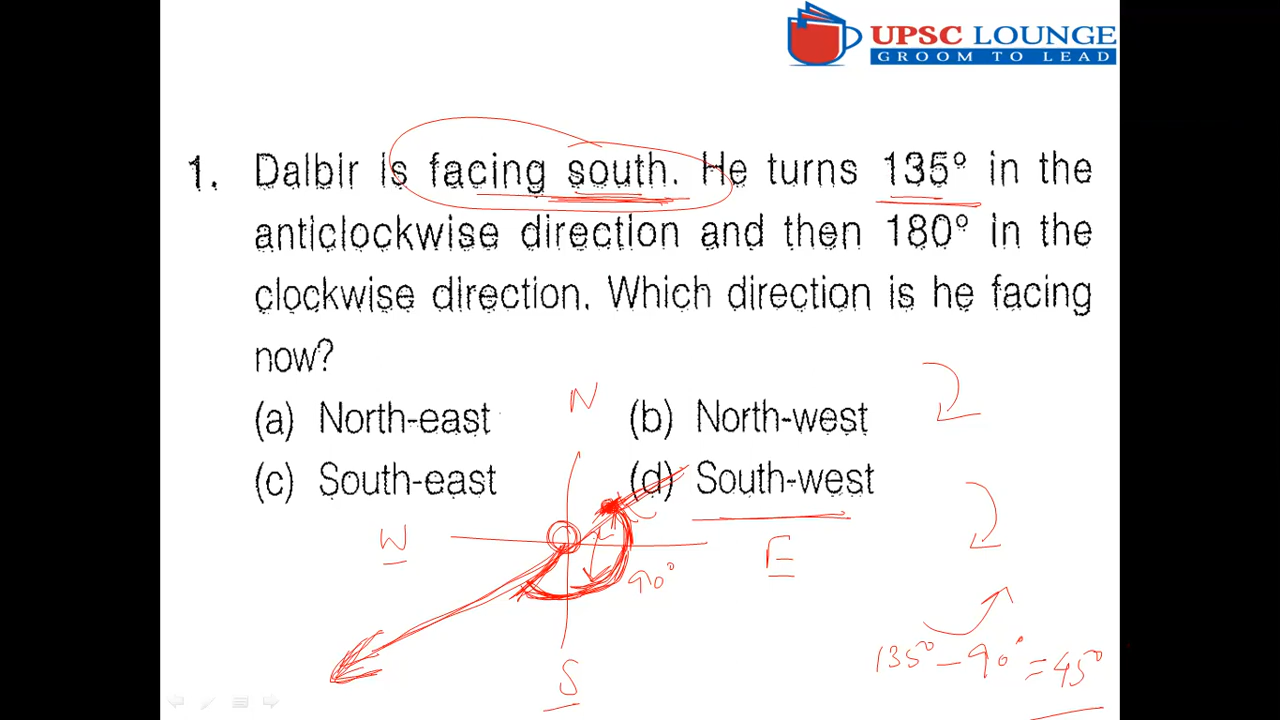 UPSC LOUNGE
GROOM TO LEAD
1. Dalbir is facing south. He turns 135° in the
anticlockwise direction and then 180° in the
clockwise direction. Which direction is he facing
now?
(a) North-east (b) North-west
(c) South-east (d) South-west
N
W
E
90°
S
135° - 90° = 45°